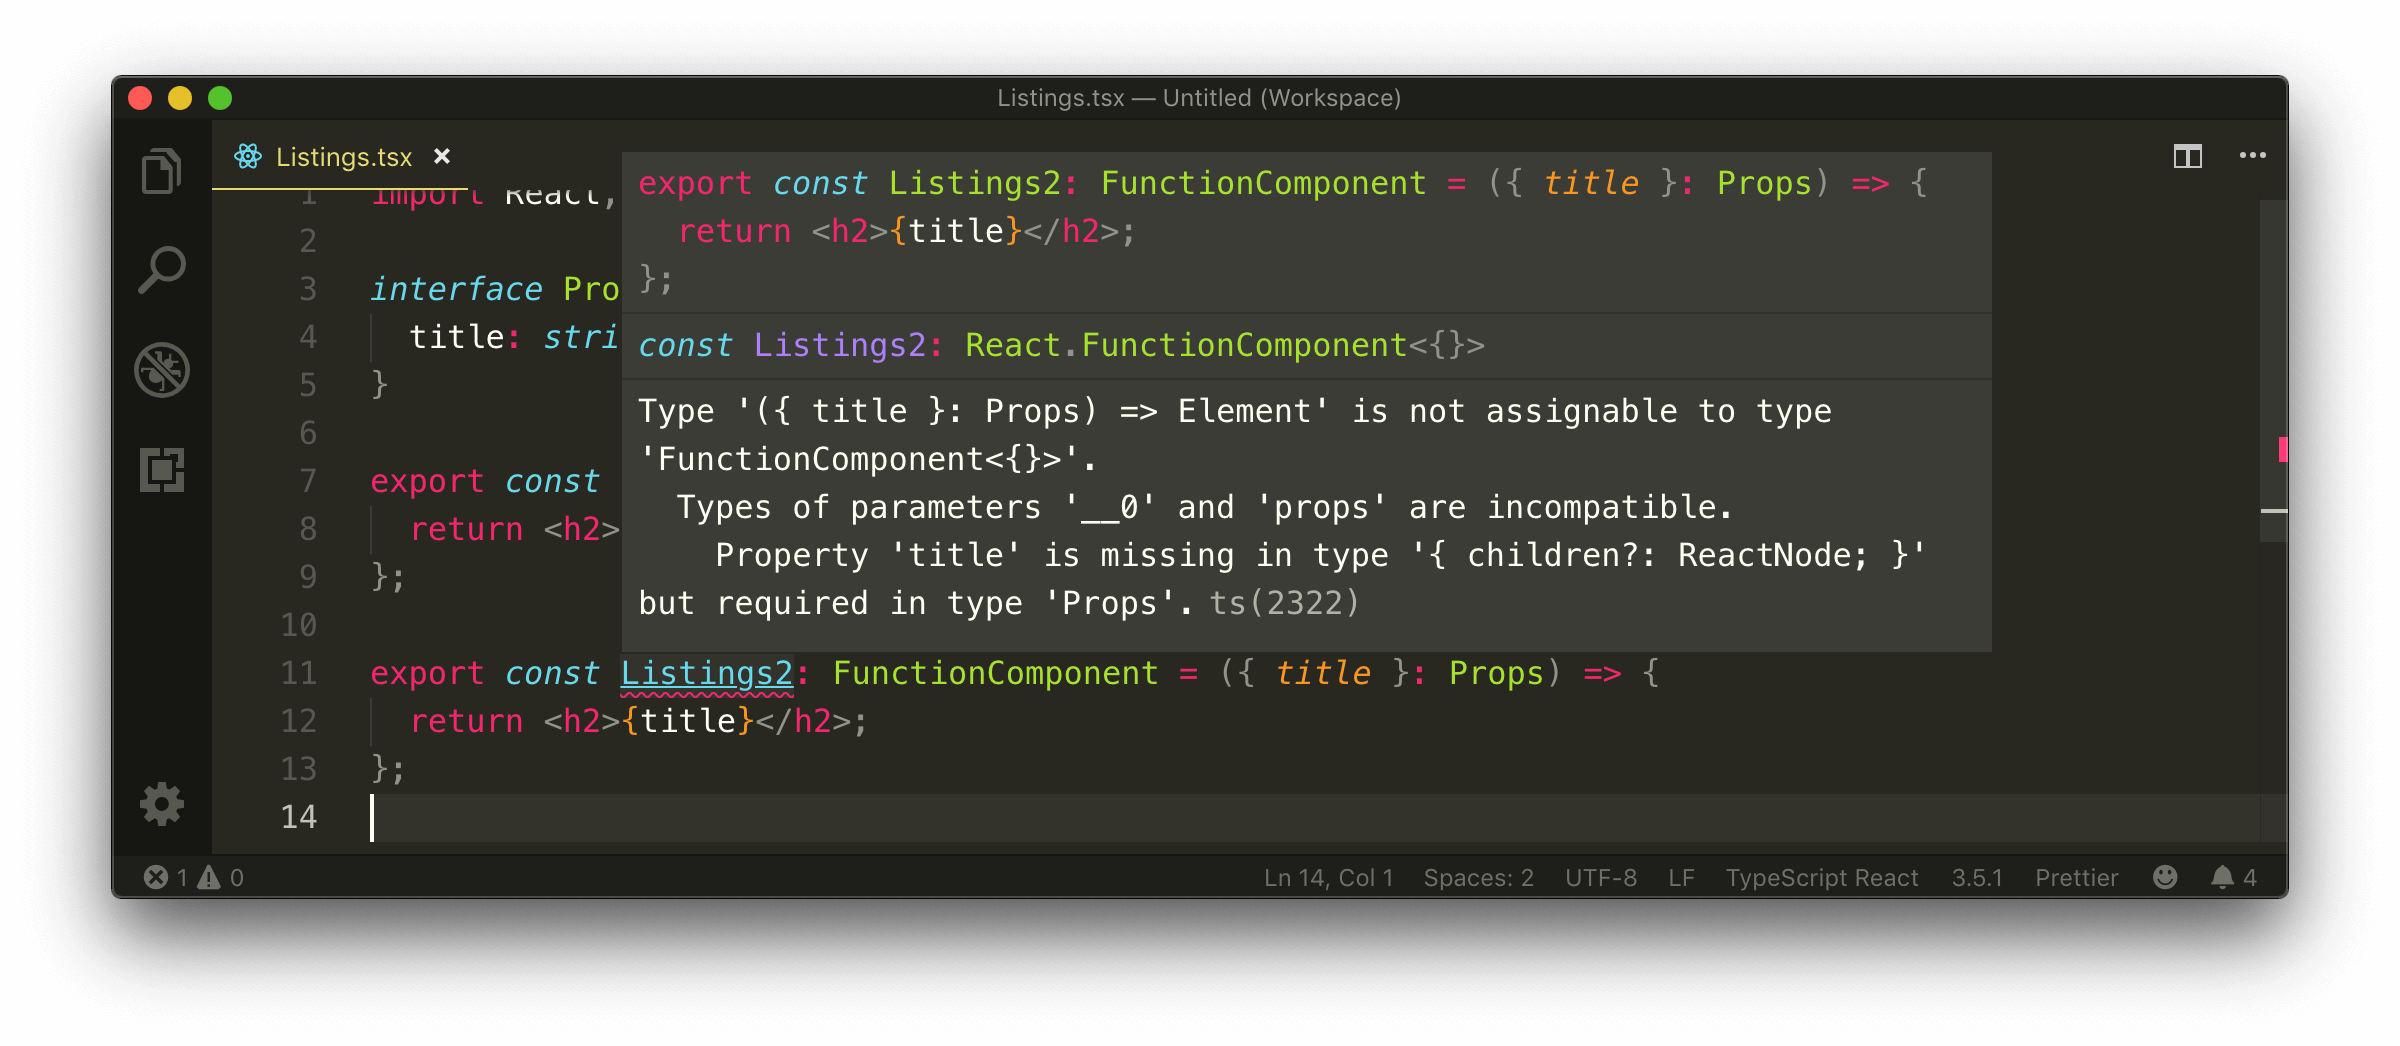 Listings.tsx — Untitled (Workspace)
Listings.tsx
1 import React,
2
3 interface Pro
4 title: stri
5 }
6
7 export const
8 return <h2>
9 };
10
export const Listings2: FunctionComponent = ({ title }: Props) => {
return <h2>{title}</h2>;
};
const Listings2: React.FunctionComponent<{}>
Type '({ title }: Props) => Element' is not assignable to type
'FunctionComponent<{}>'.
Types of parameters '__0' and 'props' are incompatible.
Property 'title' is missing in type '{ children?: ReactNode; }'
but required in type 'Props'. ts(2322)
11 export const Listings2: FunctionComponent = ({ title }: Props) => {
12 return <h2>{title}</h2>;
13 };
14
1 0 Ln 14, Col 1 Spaces: 2 UTF-8 LF TypeScript React 3.5.1 Prettier 4